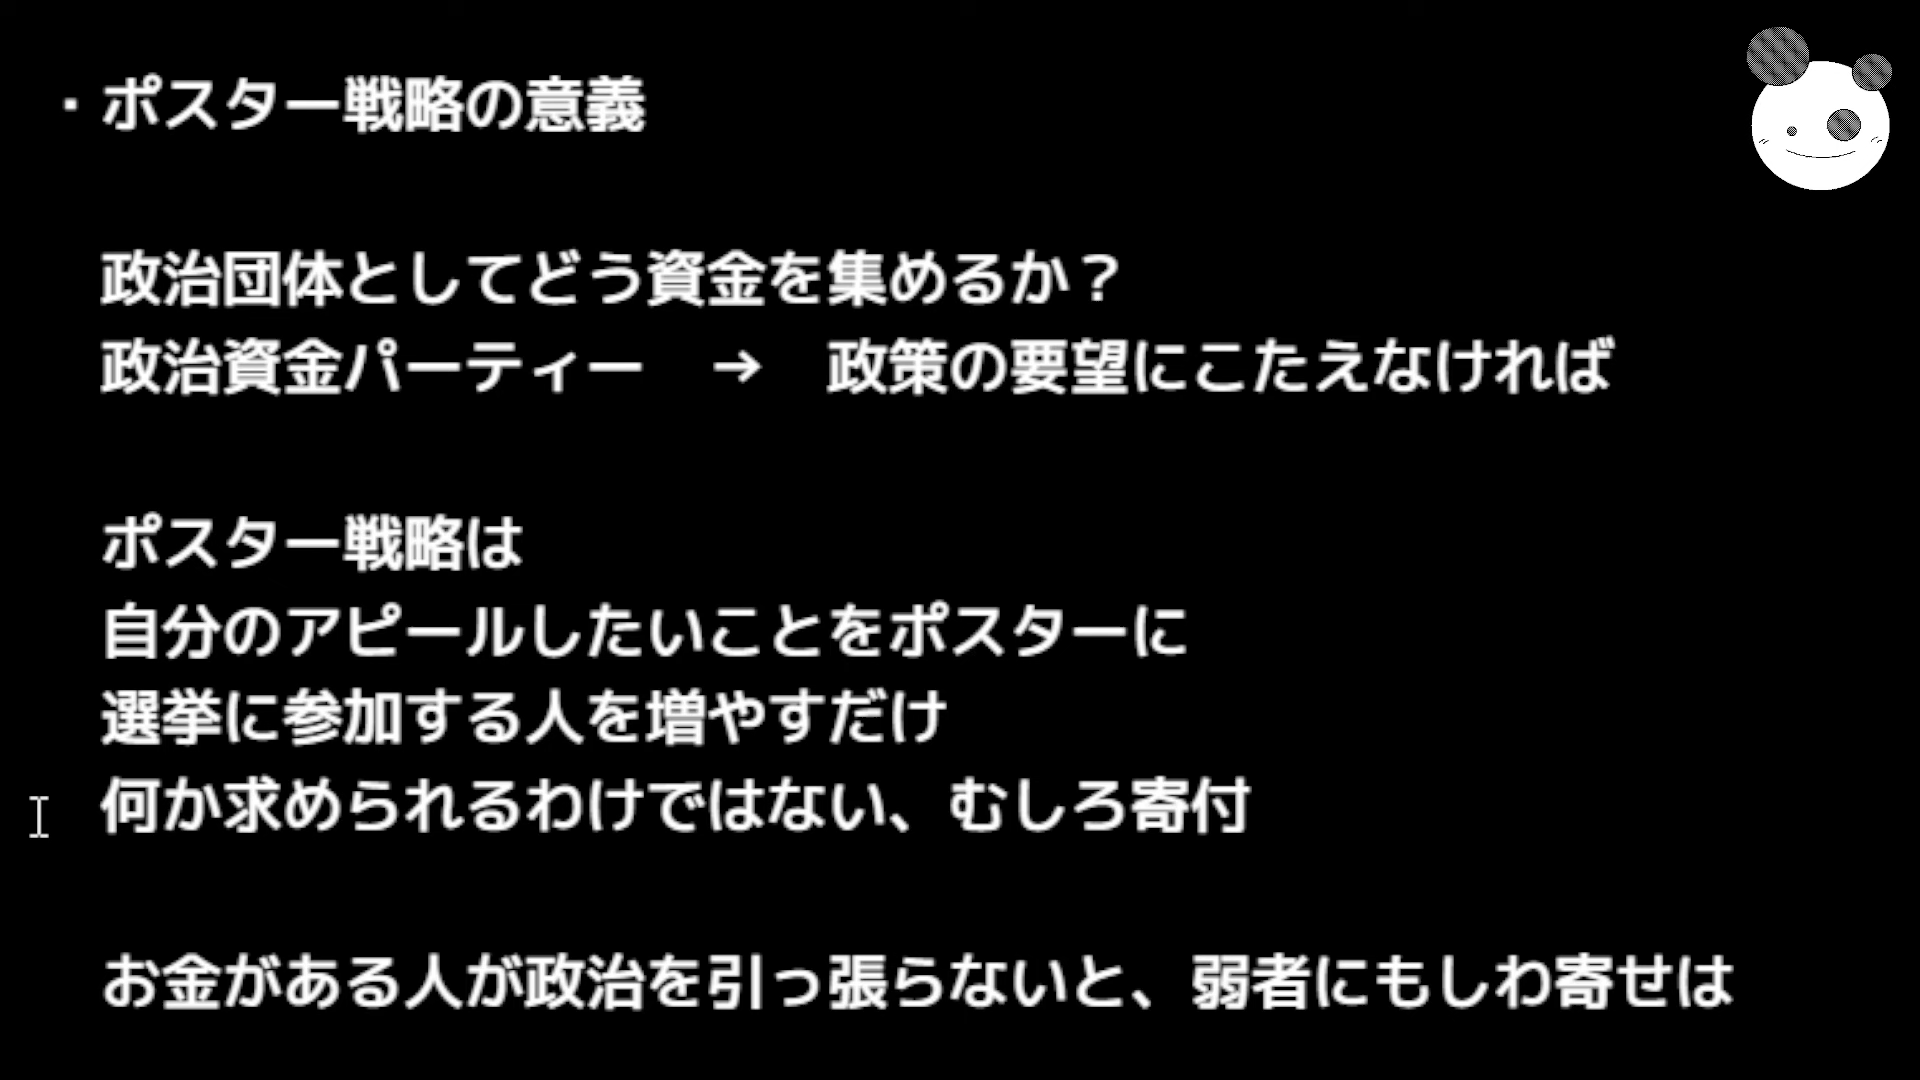 ・ポスター戦略の意義
政治団体としてどう資金を集めるか？
政治資金パーティー　→　政策の要望にこたえなければ
ポスター戦略は
自分のアピールしたいことをポスターに
選挙に参加する人を増やすだけ
何か求められるわけではない、むしろ寄付
お金がある人が政治を引っ張らないと、弱者にもしわ寄せは